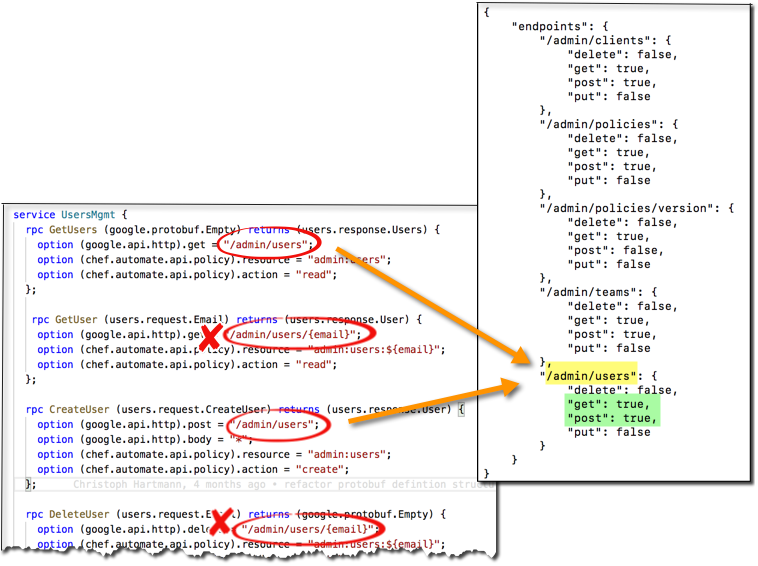 {
"endpoints": {
"/admin/clients": {
"delete": false,
"get": true,
"post": true,
"put": false
},
"/admin/policies": {
"delete": false,
"get": true,
"post": true,
"put": false
},
"/admin/policies/version": {
"delete": false,
"get": true,
"post": false,
"put": false
},
"/admin/teams": {
"delete": false,
"get": true,
"post": true,
"put": false
},
"/admin/users": {
"delete": false,
"get": true,
"post": true,
"put": false
}
}
}
service UsersMgmt {
rpc GetUsers (google.protobuf.Empty) returns (users.response.Users) {
option (google.api.http).get = "/admin/users";
option (chef.automate.api.policy).resource = "admin:users";
option (chef.automate.api.policy).action = "read";
};
rpc GetUser (users.request.Email) returns (users.response.User) {
option (google.api.http).get "/admin/users/{email}";
option (chef.automate.api.policy).resource = "admin:users:${email}";
option (chef.automate.api.policy).action = "read";
};
rpc CreateUser (users.request.CreateUser) returns (users.response.User) {
option (google.api.http).post = "/admin/users";
option (google.api.http).body = "*";
option (chef.automate.api.policy).resource = "admin:users";
option (chef.automate.api.policy).action = "create";
}; Christoph Hartmann, 4 months ago • refactor protobuf defintion struct
rpc DeleteUser (users.request.Email) returns (google.protobuf.Empty) {
option (google.api.http).delete "/admin/users/{email}";
option (chef.automate.api.policy).resource = "admin:users:${email}";